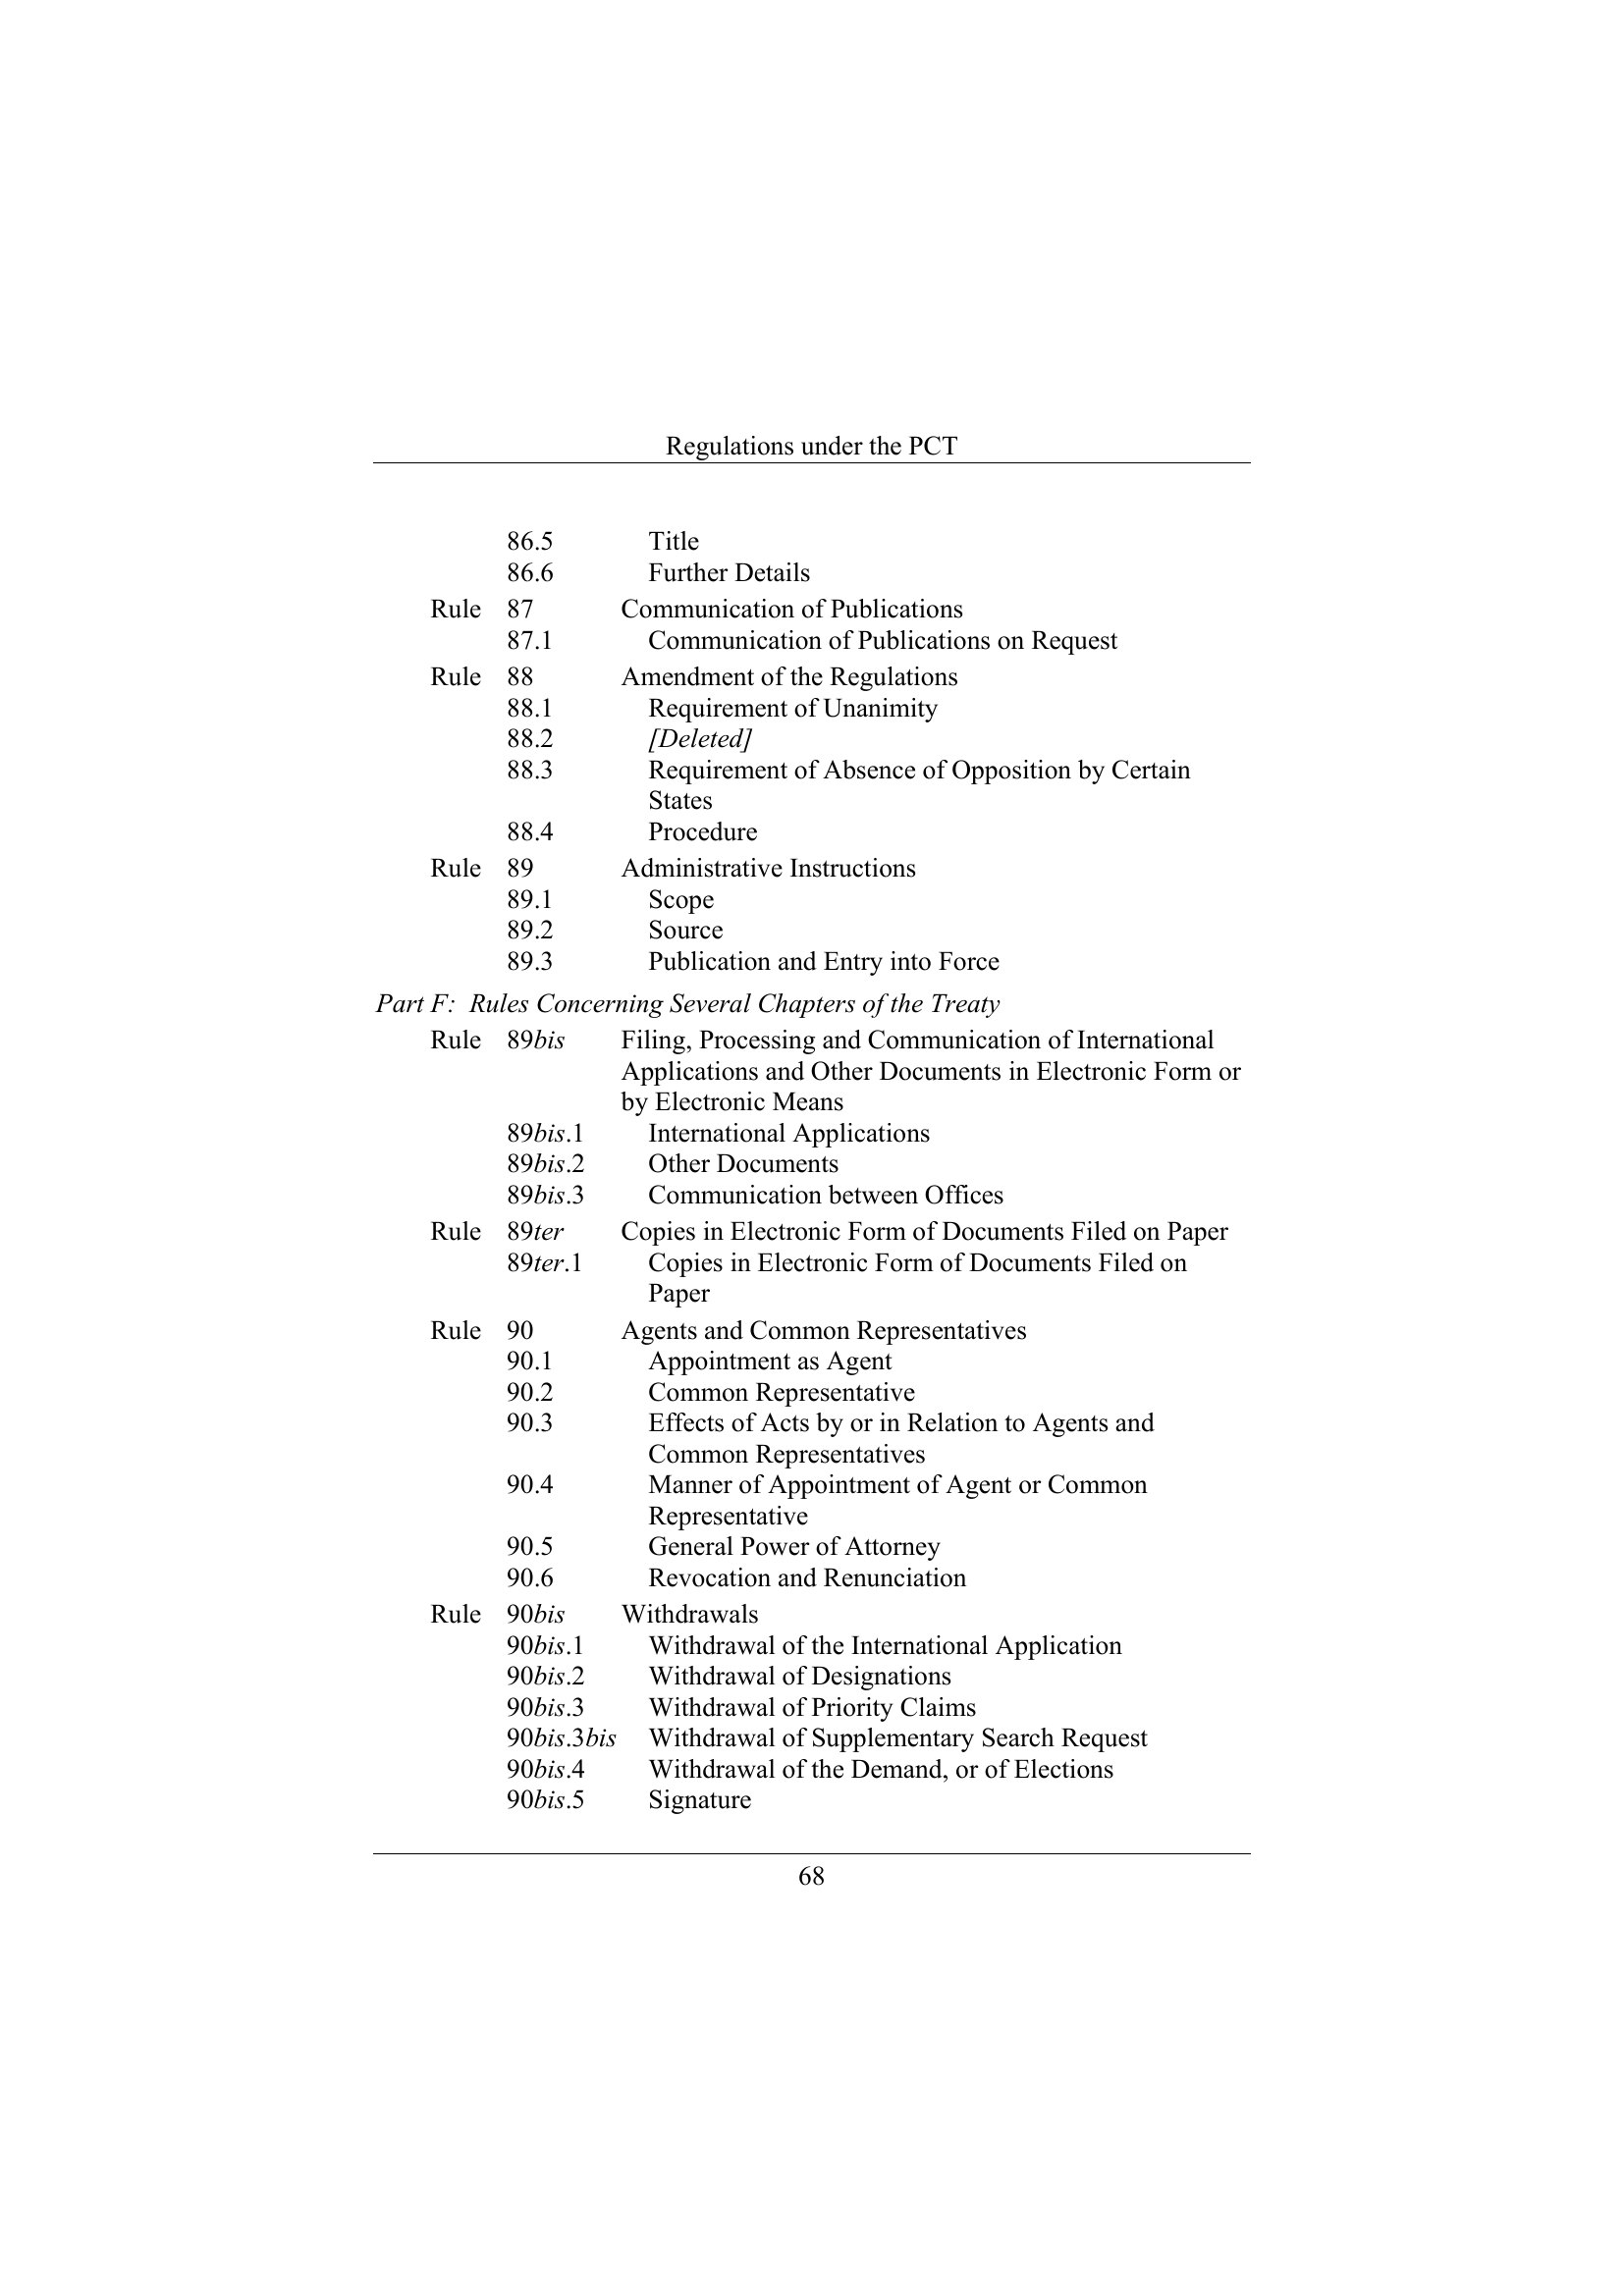 Regulations under the PCT
86.5 Title
86.6 Further Details
Rule 87 Communication of Publications
87.1 Communication of Publications on Request
Rule 88 Amendment of the Regulations
88.1 Requirement of Unanimity
88.2 [Deleted]
88.3 Requirement of Absence of Opposition by Certain
States
88.4 Procedure
Rule 89 Administrative Instructions
89.1 Scope
89.2 Source
89.3 Publication and Entry into Force
Part F: Rules Concerning Several Chapters of the Treaty
Rule 89bis Filing, Processing and Communication of International
Applications and Other Documents in Electronic Form or
by Electronic Means
89bis.1 International Applications
89bis.2 Other Documents
89bis.3 Communication between Offices
Rule 89ter Copies in Electronic Form of Documents Filed on Paper
89ter.1 Copies in Electronic Form of Documents Filed on
Paper
Rule 90 Agents and Common Representatives
90.1 Appointment as Agent
90.2 Common Representative
90.3 Effects of Acts by or in Relation to Agents and
Common Representatives
90.4 Manner of Appointment of Agent or Common
Representative
90.5 General Power of Attorney
90.6 Revocation and Renunciation
Rule 90bis Withdrawals
90bis.1 Withdrawal of the International Application
90bis.2 Withdrawal of Designations
90bis.3 Withdrawal of Priority Claims
90bis.3bis Withdrawal of Supplementary Search Request
90bis.4 Withdrawal of the Demand, or of Elections
90bis.5 Signature
68